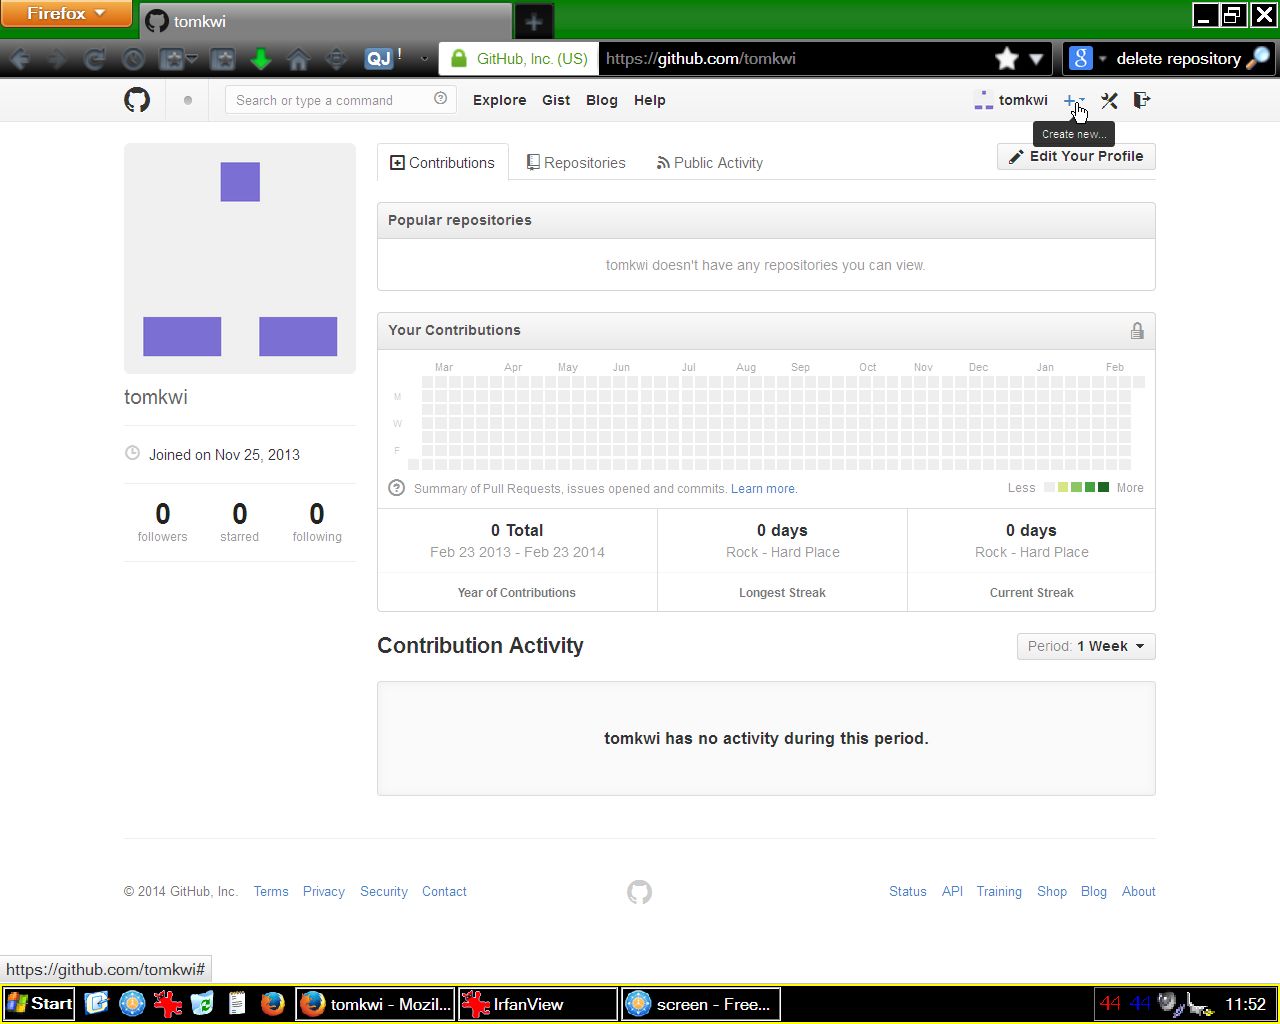 Firefox
tomkwi
QJ !
GitHub, Inc. (US)
https://github.com/tomkwi
delete repository
Search or type a command
Explore Gist Blog Help
tomkwi
Create new...
Contributions
Repositories
Public Activity
Edit Your Profile
Popular repositories
tomkwi doesn't have any repositories you can view.
Your Contributions
Mar Apr May Jun Jul Aug Sep Oct Nov Dec Jan Feb
M
W
F
Summary of Pull Requests, issues opened and commits. Learn more.
Less More
0 Total
Feb 23 2013 - Feb 23 2014
Year of Contributions
0 days
Rock - Hard Place
Longest Streak
0 days
Rock - Hard Place
Current Streak
tomkwi
Joined on Nov 25, 2013
0 followers
0 starred
0 following
Contribution Activity
Period: 1 Week
tomkwi has no activity during this period.
© 2014 GitHub, Inc. Terms Privacy Security Contact
Status API Training Shop Blog About
https://github.com/tomkwi#
Start
tomkwi - Mozil...
IrfanView
screen - Free...
44 44
11:52